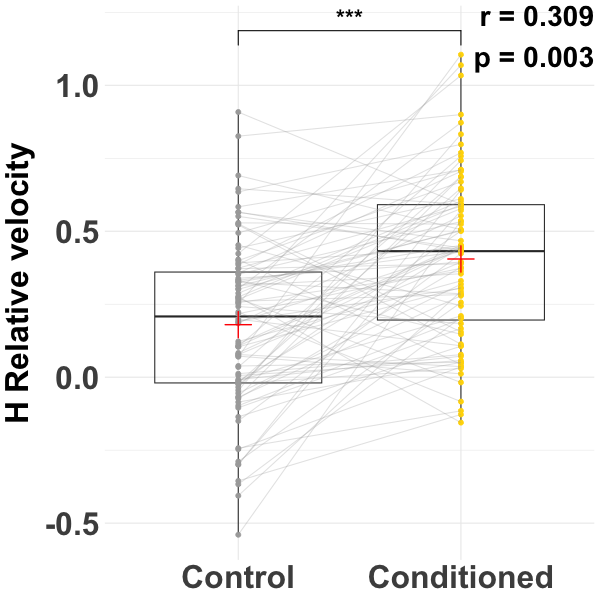 ***
r = 0.309
p = 0.003
H Relative velocity
1.0
0.5
0.0
-0.5
Control
Conditioned